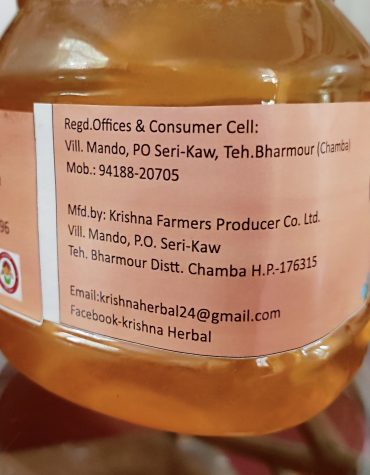 Regd.Offices & Consumer Cell:
Vill. Mando, PO Seri-Kaw, Teh.Bharmour (Chamba)
Mob.: 94188-20705
Mfd.by: Krishna Farmers Producer Co. Ltd.
Vill. Mando, P.O. Seri-Kaw
Teh. Bharmour Distt. Chamba H.P.-176315
Email:krishnaherbal24@gmail.com
Facebook-krishna Herbal
96